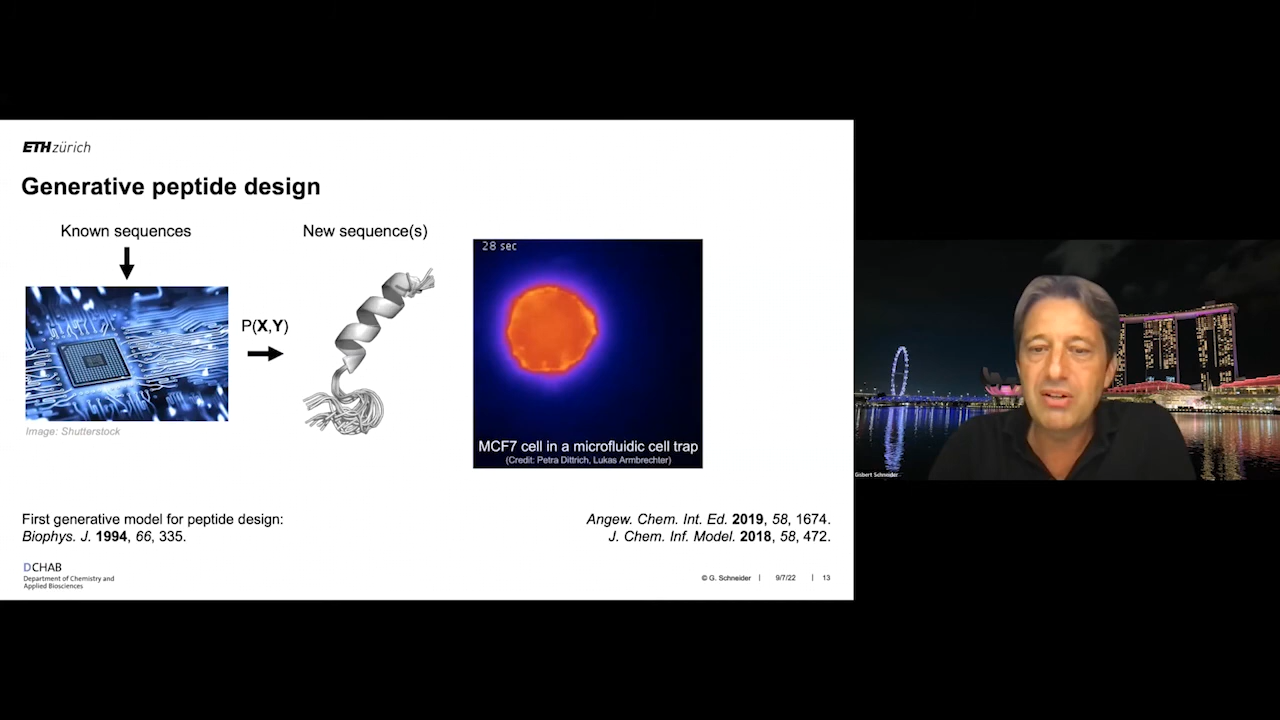 ETH zürich
Generative peptide design
Known sequences
New sequence(s)
P(X,Y)
Image: Shutterstock
28 sec
MCF7 cell in a microfluidic cell trap
(Credit: Petra Dittrich, Lukas Armbrechter)
First generative model for peptide design:
Biophys. J. 1994, 66, 335.
Angew. Chem. Int. Ed. 2019, 58, 1674.
J. Chem. Inf. Model. 2018, 58, 472.
DCHAB
Department of Chemistry and
Applied Biosciences
© G. Schneider | 9/7/22 | 13
Gisbert Schneider